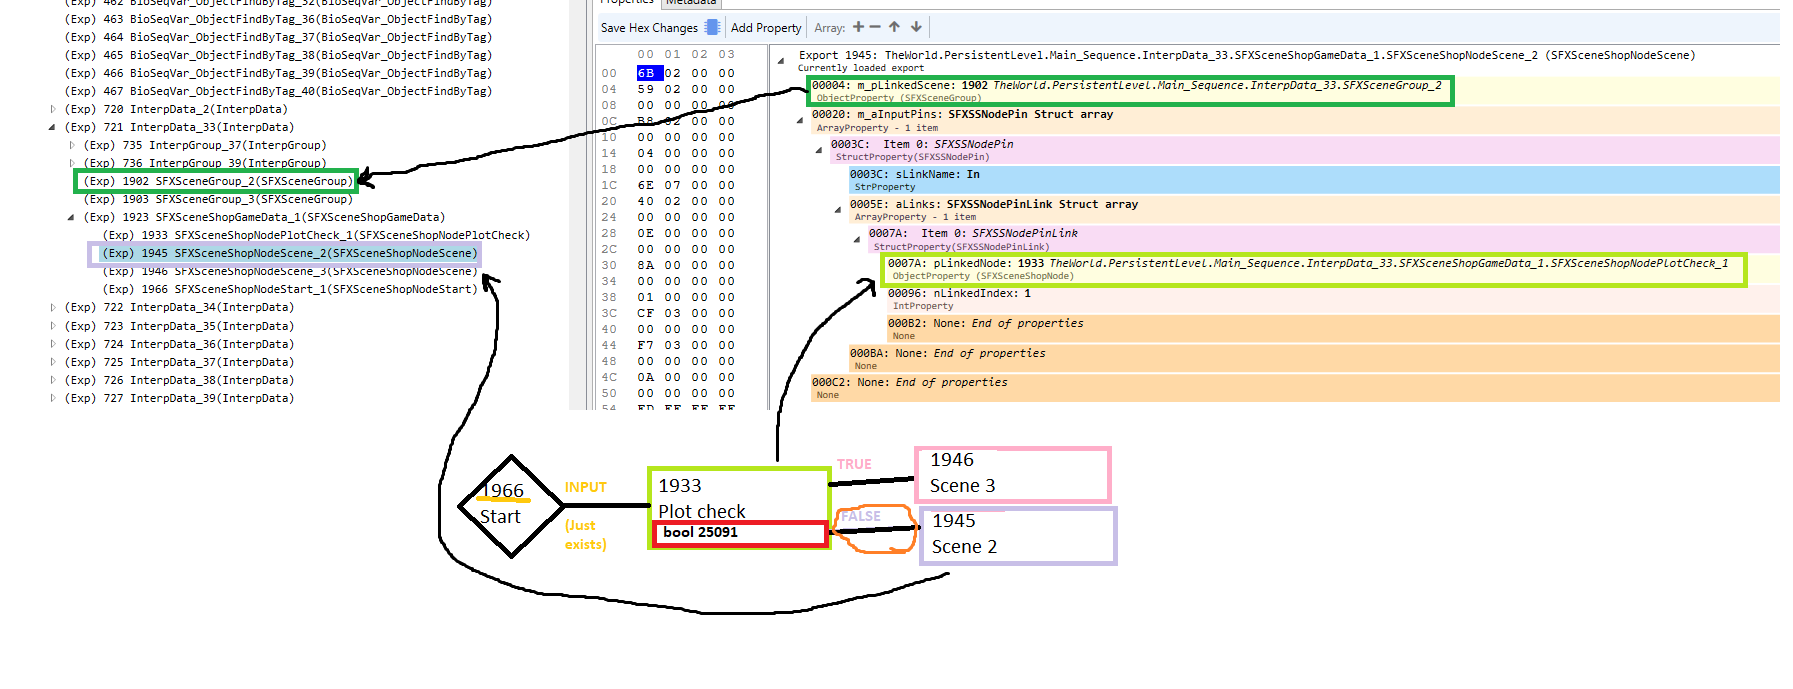 (Exp) 462 BioSeqVar_ObjectFindByTag_32(BioSeqVar_ObjectFindByTag)
(Exp) 463 BioSeqVar_ObjectFindByTag_36(BioSeqVar_ObjectFindByTag)
(Exp) 464 BioSeqVar_ObjectFindByTag_37(BioSeqVar_ObjectFindByTag)
(Exp) 465 BioSeqVar_ObjectFindByTag_38(BioSeqVar_ObjectFindByTag)
(Exp) 466 BioSeqVar_ObjectFindByTag_39(BioSeqVar_ObjectFindByTag)
(Exp) 467 BioSeqVar_ObjectFindByTag_40(BioSeqVar_ObjectFindByTag)
(Exp) 720 InterpData_2(InterpData)
(Exp) 721 InterpData_33(InterpData)
(Exp) 735 InterpGroup_37(InterpGroup)
(Exp) 736 InterpGroup_39(InterpGroup)
(Exp) 1902 SFXSceneGroup_2(SFXSceneGroup)
(Exp) 1903 SFXSceneGroup_3(SFXSceneGroup)
(Exp) 1923 SFXSceneShopGameData_1(SFXSceneShopGameData)
(Exp) 1933 SFXSceneShopNodePlotCheck_1(SFXSceneShopNodePlotCheck)
(Exp) 1945 SFXSceneShopNodeScene_2(SFXSceneShopNodeScene)
(Exp) 1946 SFXSceneShopNodeScene_3(SFXSceneShopNodeScene)
(Exp) 1966 SFXSceneShopNodeStart_1(SFXSceneShopNodeStart)
(Exp) 722 InterpData_34(InterpData)
(Exp) 723 InterpData_35(InterpData)
(Exp) 724 InterpData_36(InterpData)
(Exp) 725 InterpData_37(InterpData)
(Exp) 726 InterpData_38(InterpData)
(Exp) 727 InterpData_39(InterpData)
Properties Metadata
Save Hex Changes Add Property Array:
00 01 02 03
00 6B 02 00 00
04 59 02 00 00
08 00 00 00 00
0C B8 02 00 00
10 00 00 00 00
14 04 00 00 00
18 00 00 00 00
1C 6E 07 00 00
20 40 02 00 00
24 00 00 00 00
28 0E 00 00 00
2C 00 00 00 00
30 8A 00 00 00
34 00 00 00 00
38 01 00 00 00
3C CF 03 00 00
40 00 00 00 00
44 F7 03 00 00
48 00 00 00 00
4C 0A 00 00 00
50 00 00 00 00
54 ED FF FF FF
Export 1945: TheWorld.PersistentLevel.Main_Sequence.InterpData_33.SFXSceneShopGameData_1.SFXSceneShopNodeScene_2 (SFXSceneShopNodeScene)
Currently loaded export
00004: m_pLinkedScene: 1902 TheWorld.PersistentLevel.Main_Sequence.InterpData_33.SFXSceneGroup_2
ObjectProperty (SFXSceneGroup)
00020: m_aInputPins: SFXSSNodePin Struct array
ArrayProperty - 1 item
0003C: Item 0: SFXSSNodePin
StructProperty(SFXSSNodePin)
0003C: sLinkName: In
StrProperty
0005E: aLinks: SFXSSNodePinLink Struct array
ArrayProperty - 1 item
0007A: Item 0: SFXSSNodePinLink
StructProperty(SFXSSNodePinLink)
0007A: pLinkedNode: 1933 TheWorld.PersistentLevel.Main_Sequence.InterpData_33.SFXSceneShopGameData_1.SFXSceneShopNodePlotCheck_1
ObjectProperty (SFXSceneShopNode)
00096: nLinkedIndex: 1
IntProperty
000B2: None: End of properties
None
000BA: None: End of properties
None
000C2: None: End of properties
None
1966
Start
INPUT
(Just
exists)
1933
Plot check
bool 25091
TRUE
FALSE
1946
Scene 3
1945
Scene 2